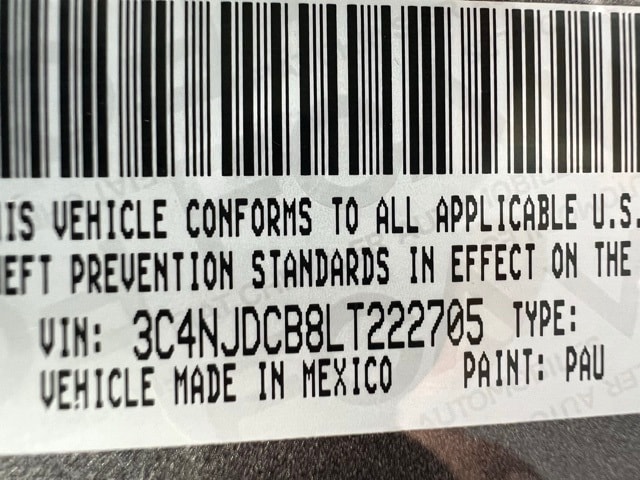 HIS VEHICLE CONFORMS TO ALL APPLICABLE U.S.
EFT PREVENTION STANDARDS IN EFFECT ON THE
VIN: 3C4NJDCB8LT222705 TYPE:
VEHICLE MADE IN MEXICO PAINT: PAU